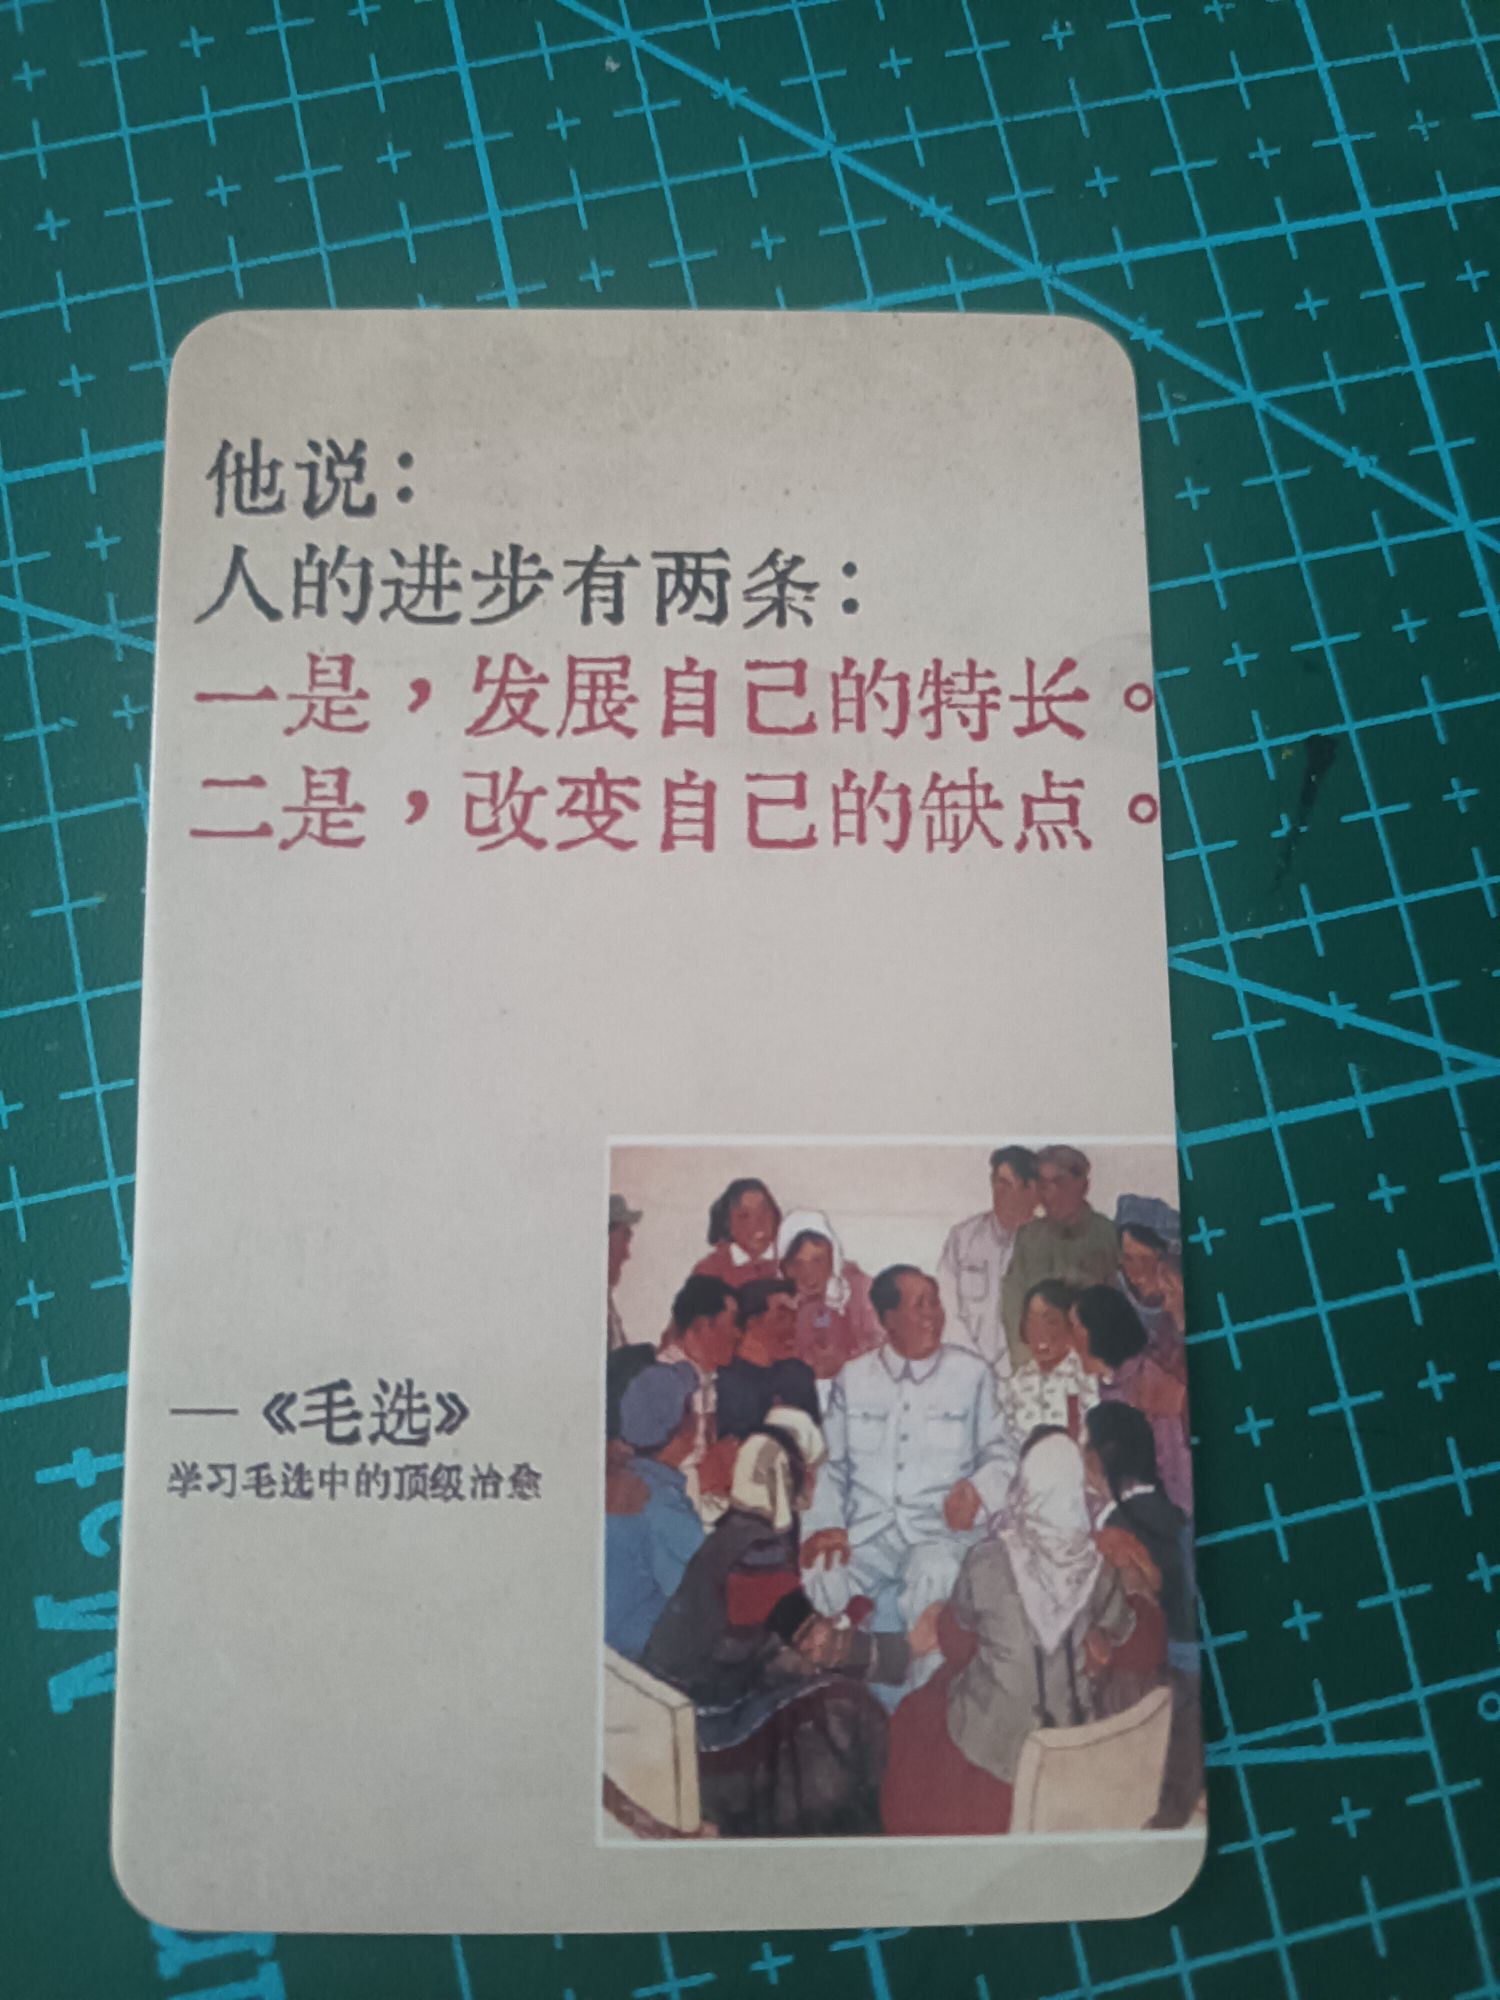 他说：
人的进步有两条：
一是，发展自己的特长。
二是，改变自己的缺点。
—《毛选》
学习毛选中的顶级治愈